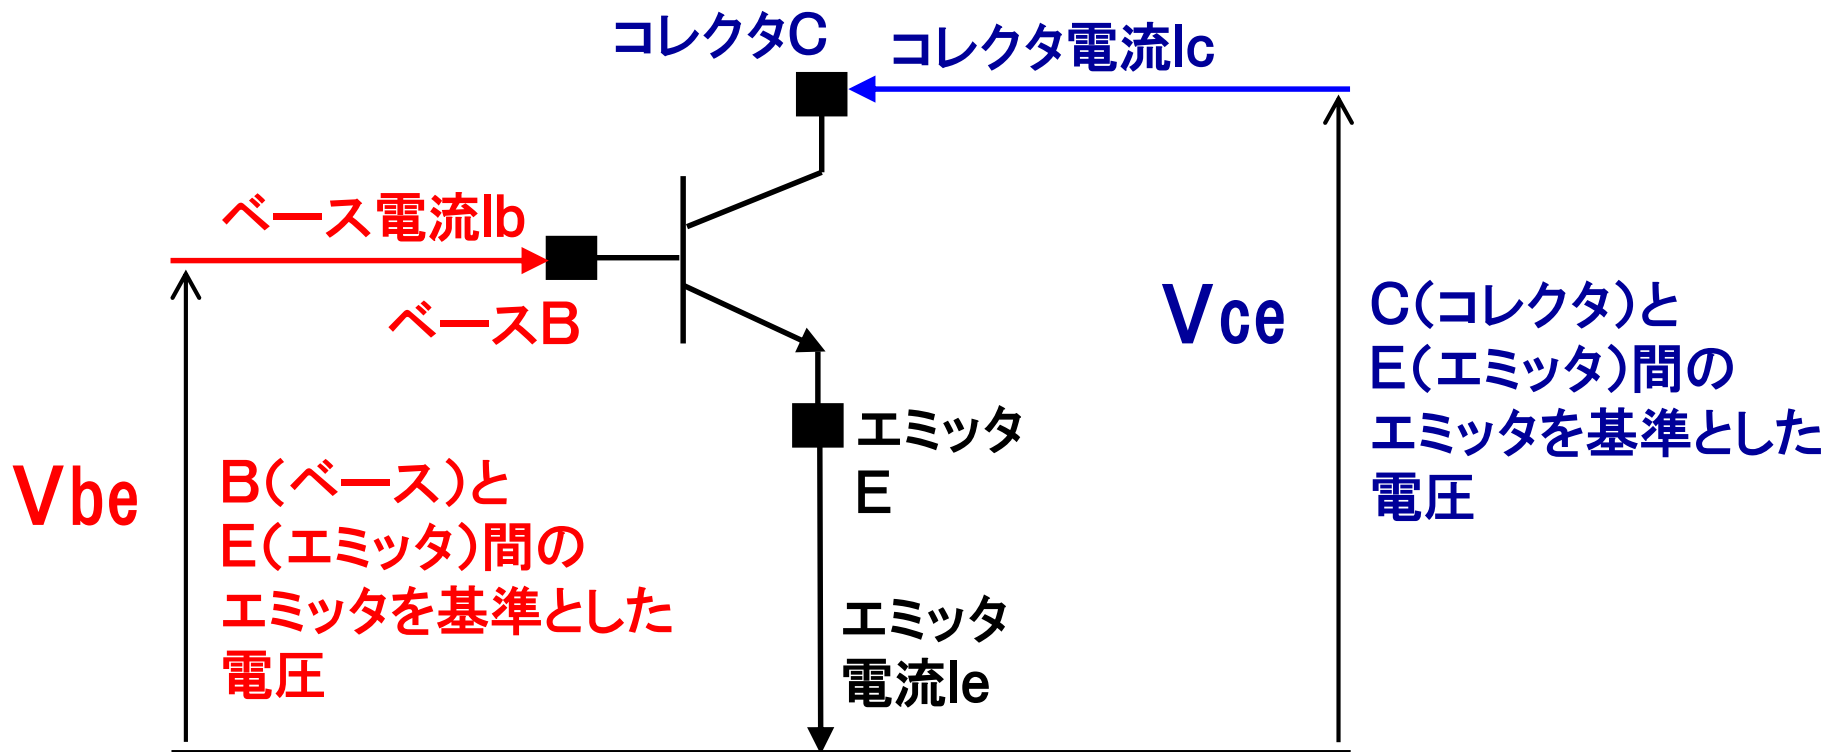 コレクタC
コレクタ電流Ic
ベース電流Ib
ベースB
Vce
C(コレクタ)と
E(エミッタ)間の
エミッタを基準とした
電圧
エミッタ
E
Vbe
B(ベース)と
E(エミッタ)間の
エミッタを基準とした
電圧
エミッタ
電流Ie